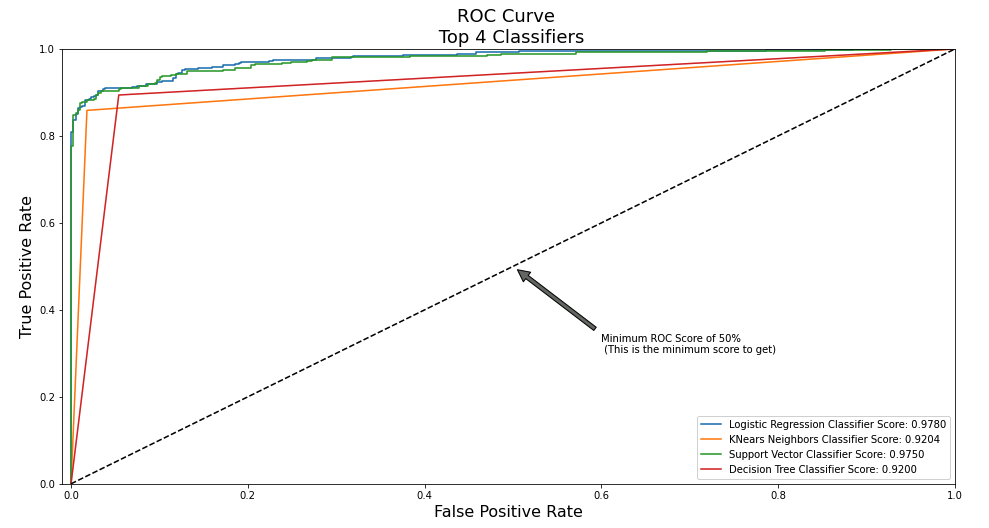 ROC Curve
Top 4 Classifiers
True Positive Rate
1.0
0.8
0.6
0.4
0.2
0.0
Minimum ROC Score of 50%
(This is the minimum score to get)
Logistic Regression Classifier Score: 0.9780
KNears Neighbors Classifier Score: 0.9204
Support Vector Classifier Score: 0.9750
Decision Tree Classifier Score: 0.9200
0.0 0.2 0.4 0.6 0.8 1.0
False Positive Rate